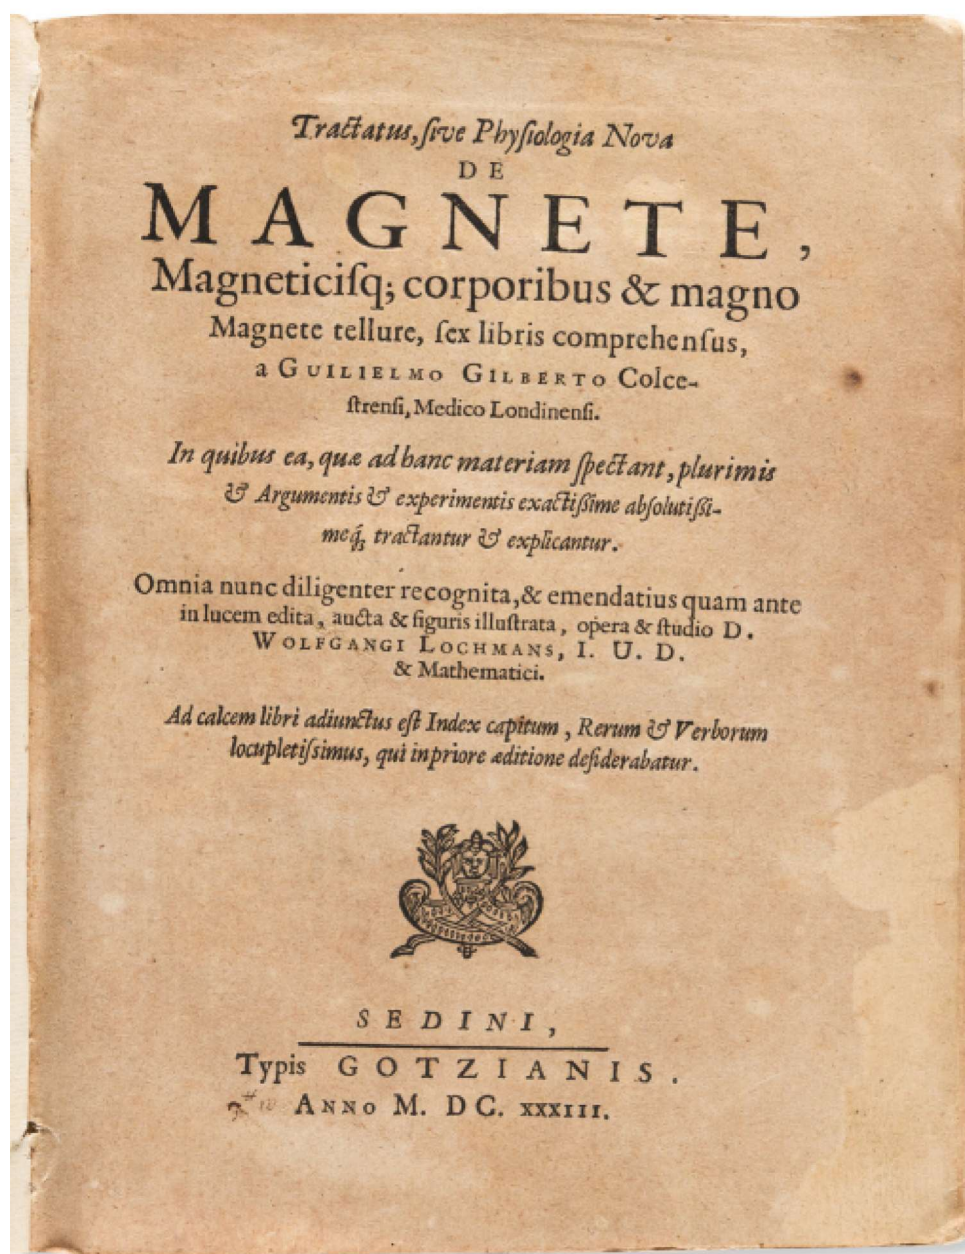 Tractatus, ſive Phyſiologia Nova
DE
MAGNETE,
Magneticiſq; corporibus & magno
Magnete tellure, ſex libris comprehenſus,
a GUILIELMO GILBERTO Colce-
ſtrenſi, Medico Londinenſi.
In quibus ea, quæ ad hanc materiam ſpectant, plurimis
& Argumentis & experimentis exactiſſime abſolutiſſi-
meq́; tractantur & explicantur.
Omnia nunc diligenter recognita, & emendatius quam ante
in lucem edita, aucta & figuris illuſtrata, opera & ſtudio D.
WOLFGANGI LOCHMANS, I. U. D.
& Mathematici.
Ad calcem libri adiunctus eſt Index capitum, Rerum & Verborum
locupletiſsimus, qui in priore æditione deſiderabatur.
SEDINI,
Typis GOTZIANIS.
ANNO M. DC. XXXIII.